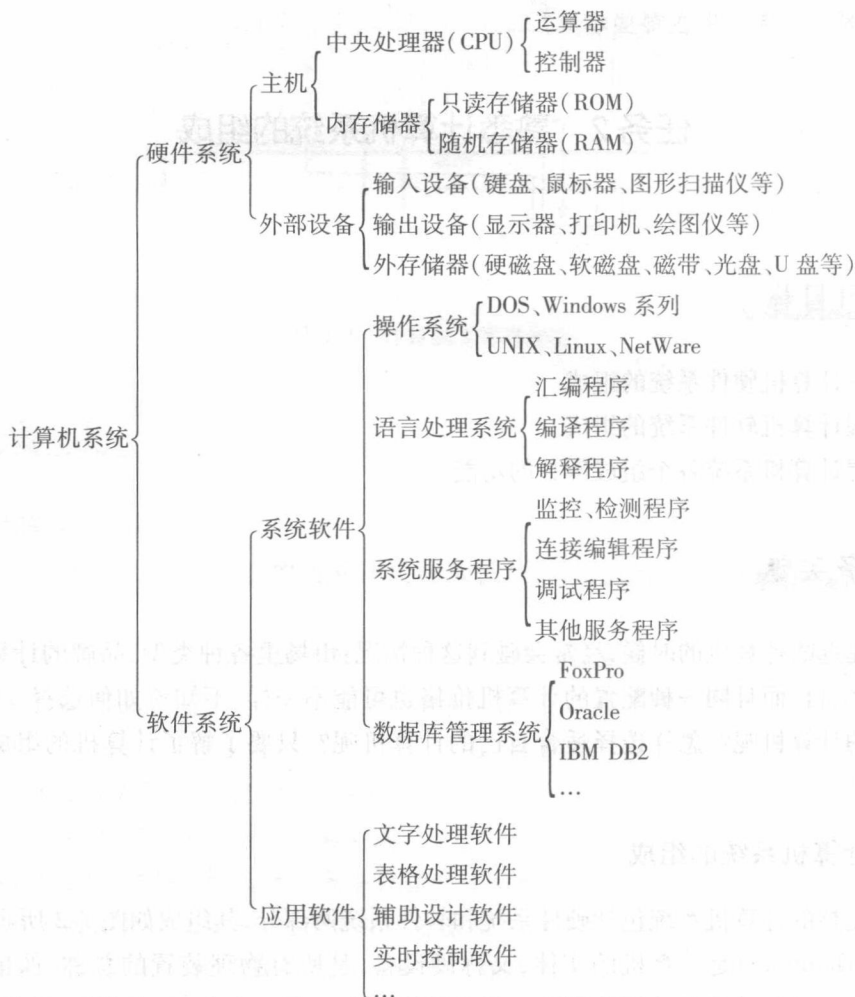 计算机系统
硬件系统
主机
中央处理器(CPU)
运算器
控制器
内存储器
只读存储器(ROM)
随机存储器(RAM)
外部设备
输入设备(键盘、鼠标器、图形扫描仪等)
输出设备(显示器、打印机、绘图仪等)
外存储器(硬磁盘、软磁盘、磁带、光盘、U 盘等)
软件系统
系统软件
操作系统
DOS、Windows 系列
UNIX、Linux、NetWare
语言处理系统
汇编程序
编译程序
解释程序
系统服务程序
监控、检测程序
连接编辑程序
调试程序
其他服务程序
数据库管理系统
FoxPro
Oracle
IBM DB2
…
应用软件
文字处理软件
表格处理软件
辅助设计软件
实时控制软件
…